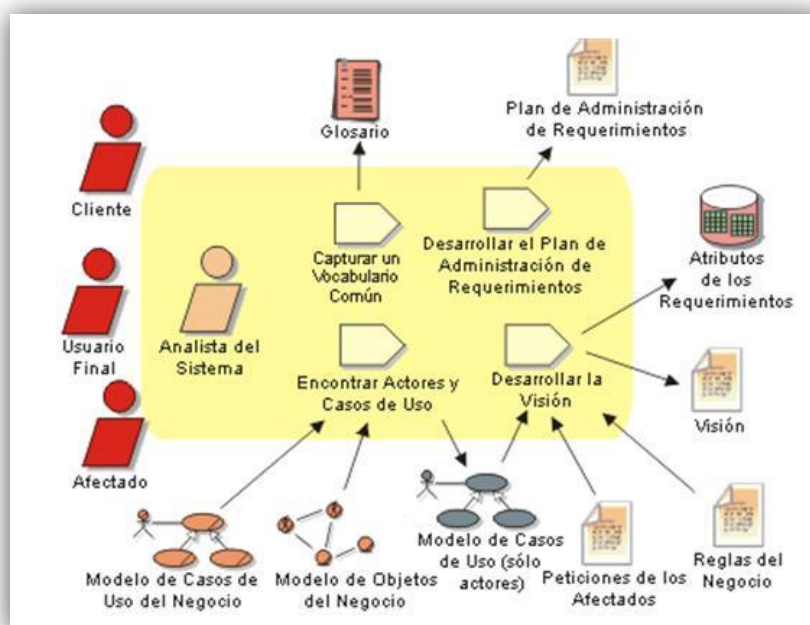 Glosario
Plan de Administración
de Requerimientos
Cliente
Capturar un
Vocabulario
Común
Desarrollar el Plan de
Administración de
Requerimientos
Atributos
de los
Requerimientos
Usuario
Final
Analista del
Sistema
Encontrar Actores y
Casos de Uso
Desarrollar la
Visión
Visión
Afectado
Modelo de Casos de
Uso del Negocio
Modelo de Objetos
del Negocio
Modelo de Casos
de Uso (sólo
actores)
Peticiones de los
Afectados
Reglas del
Negocio